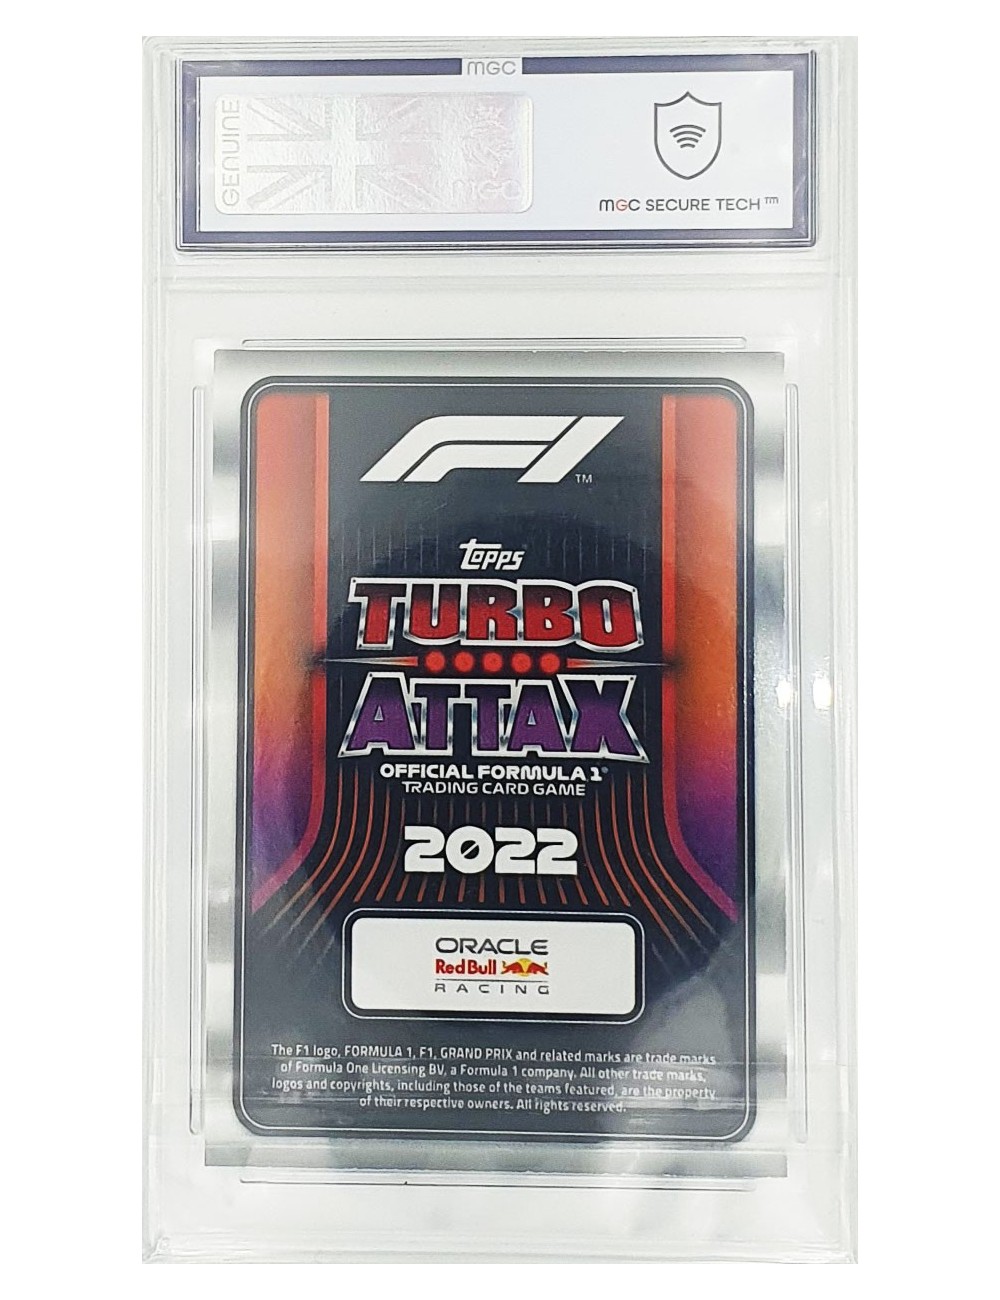 MGC
GENUINE
MGC SECURE TECH™
F1™
Topps
TURBO
ATTAX
OFFICIAL FORMULA 1®
TRADING CARD GAME
2022
ORACLE
Red Bull
RACING
The F1 logo, FORMULA 1, F1, GRAND PRIX and related marks are trade marks
of Formula One Licensing BV, a Formula 1 company. All other trade marks,
logos and copyrights, including those of the teams featured, are the property
of their respective owners. All rights reserved.